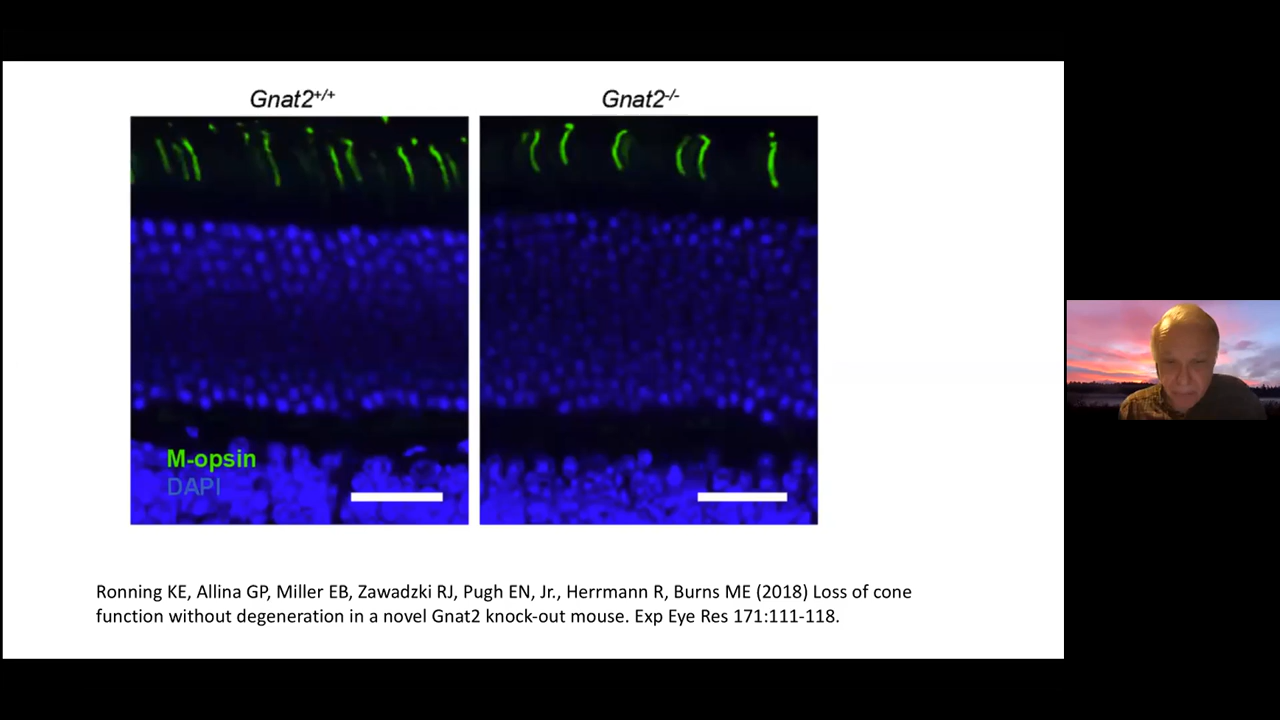 Gnat2+/+
Gnat2-/-
M-opsin
DAPI
Ronning KE, Allina GP, Miller EB, Zawadzki RJ, Pugh EN, Jr., Herrmann R, Burns ME (2018) Loss of cone
function without degeneration in a novel Gnat2 knock-out mouse. Exp Eye Res 171:111-118.